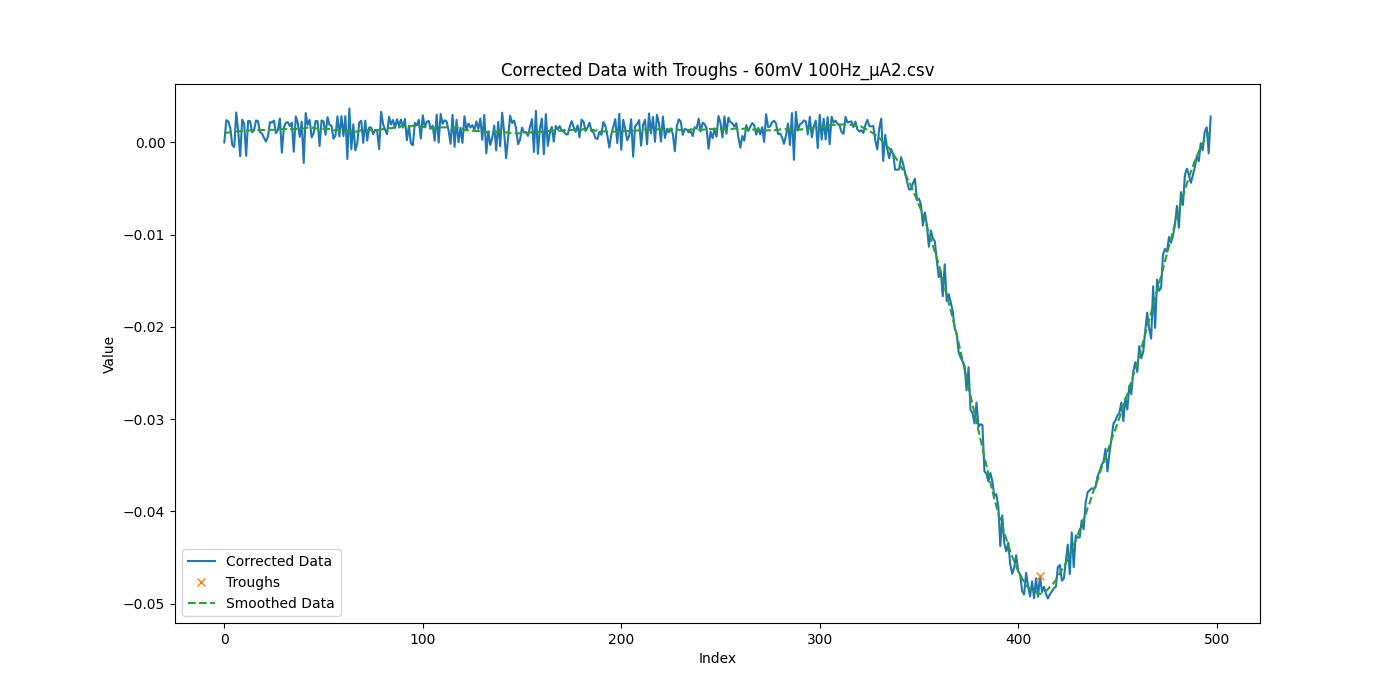 Corrected Data with Troughs - 60mV 100Hz_µA2.csv
0.00
−0.01
−0.02
−0.03
−0.04
−0.05
Value
Corrected Data
Troughs
Smoothed Data
0 100 200 300 400 500
Index